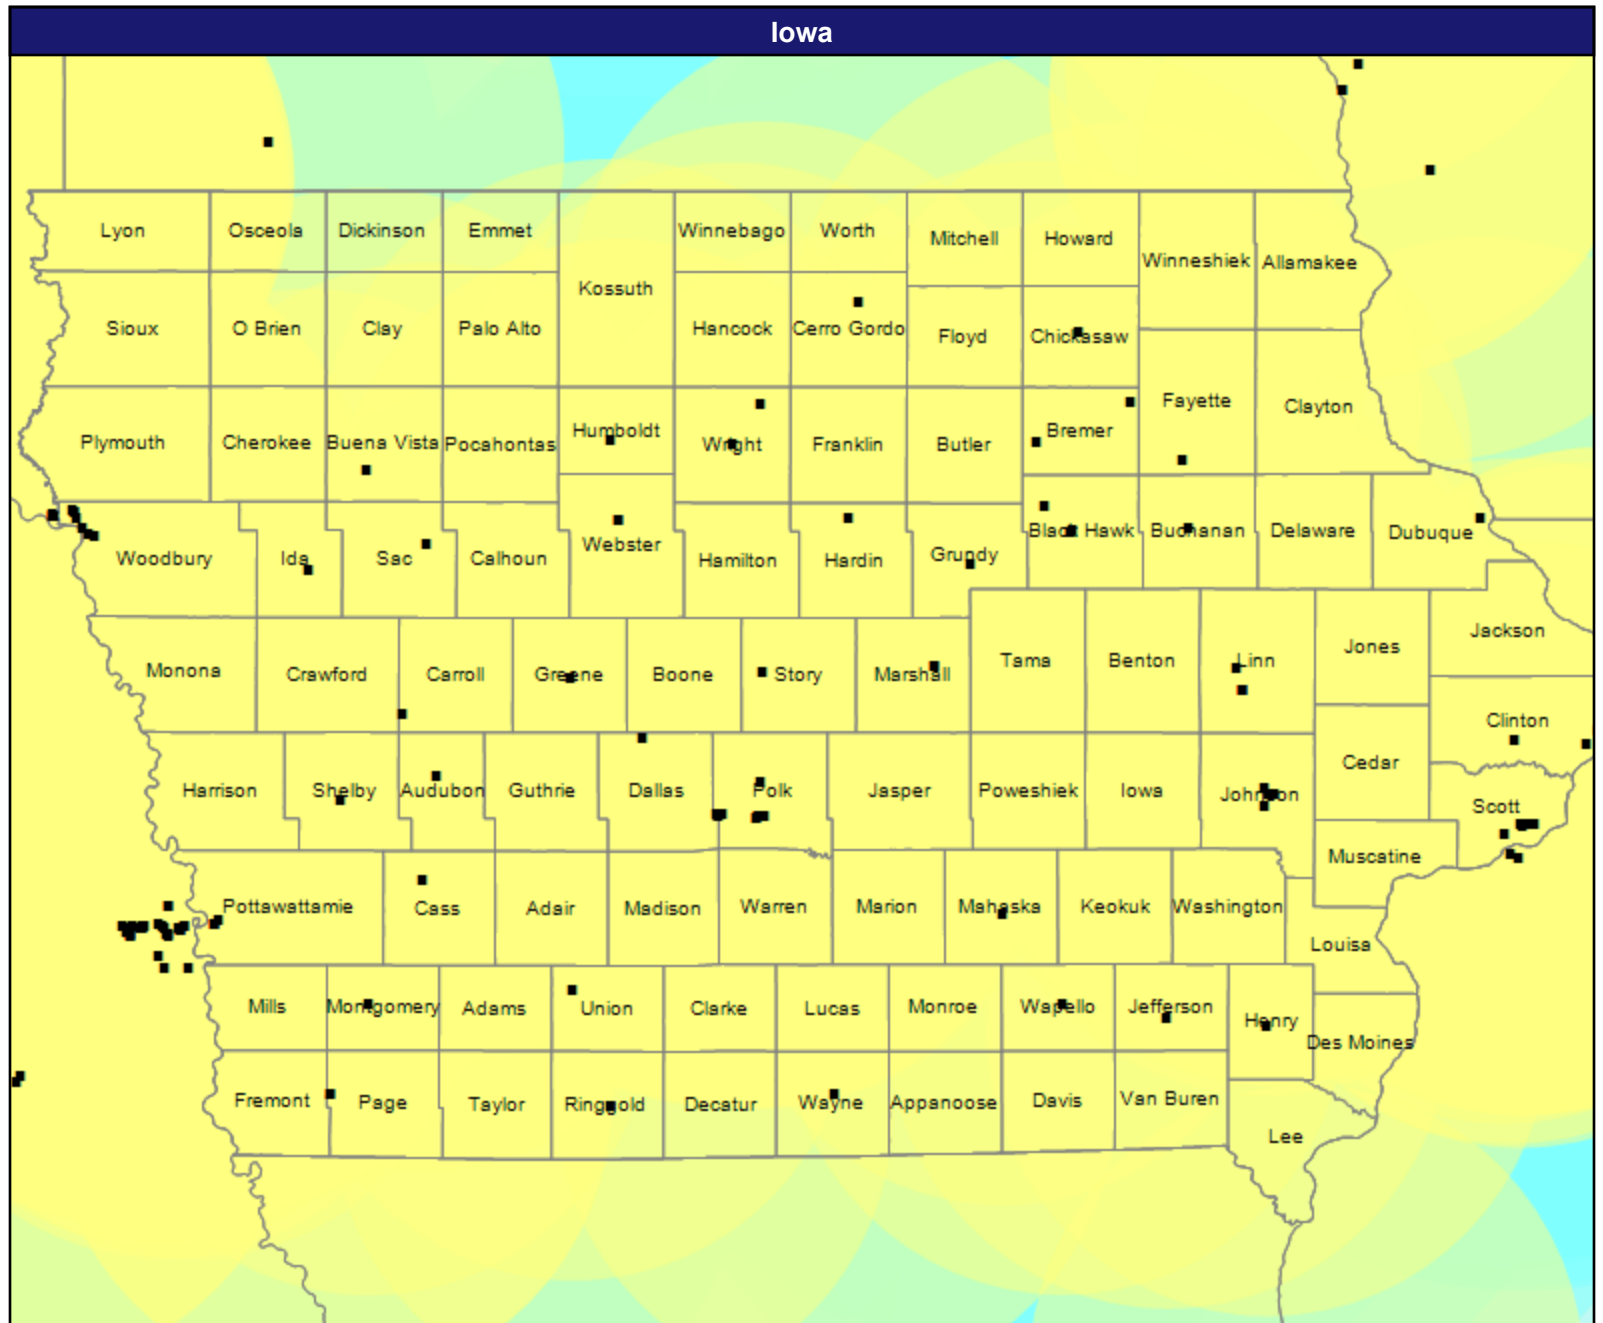 Iowa
Lyon
Osceola
Dickinson
Emmet
Kossuth
Winnebago
Worth
Mitchell
Howard
Winneshiek
Allamakee
Sioux
O Brien
Clay
Palo Alto
Hancock
Cerro Gordo
Floyd
Chickasaw
Plymouth
Cherokee
Buena Vista
Pocahontas
Humboldt
Wright
Franklin
Butler
Bremer
Fayette
Clayton
Woodbury
Ida
Sac
Calhoun
Webster
Hamilton
Hardin
Grundy
Black Hawk
Buchanan
Delaware
Dubuque
Monona
Crawford
Carroll
Greene
Boone
Story
Marshall
Tama
Benton
Linn
Jones
Jackson
Clinton
Harrison
Shelby
Audubon
Guthrie
Dallas
Polk
Jasper
Poweshiek
Iowa
Johnson
Cedar
Scott
Muscatine
Pottawattamie
Cass
Adair
Madison
Warren
Marion
Mahaska
Keokuk
Washington
Louisa
Mills
Montgomery
Adams
Union
Clarke
Lucas
Monroe
Wapello
Jefferson
Henry
Des Moines
Fremont
Page
Taylor
Ringgold
Decatur
Wayne
Appanoose
Davis
Van Buren
Lee